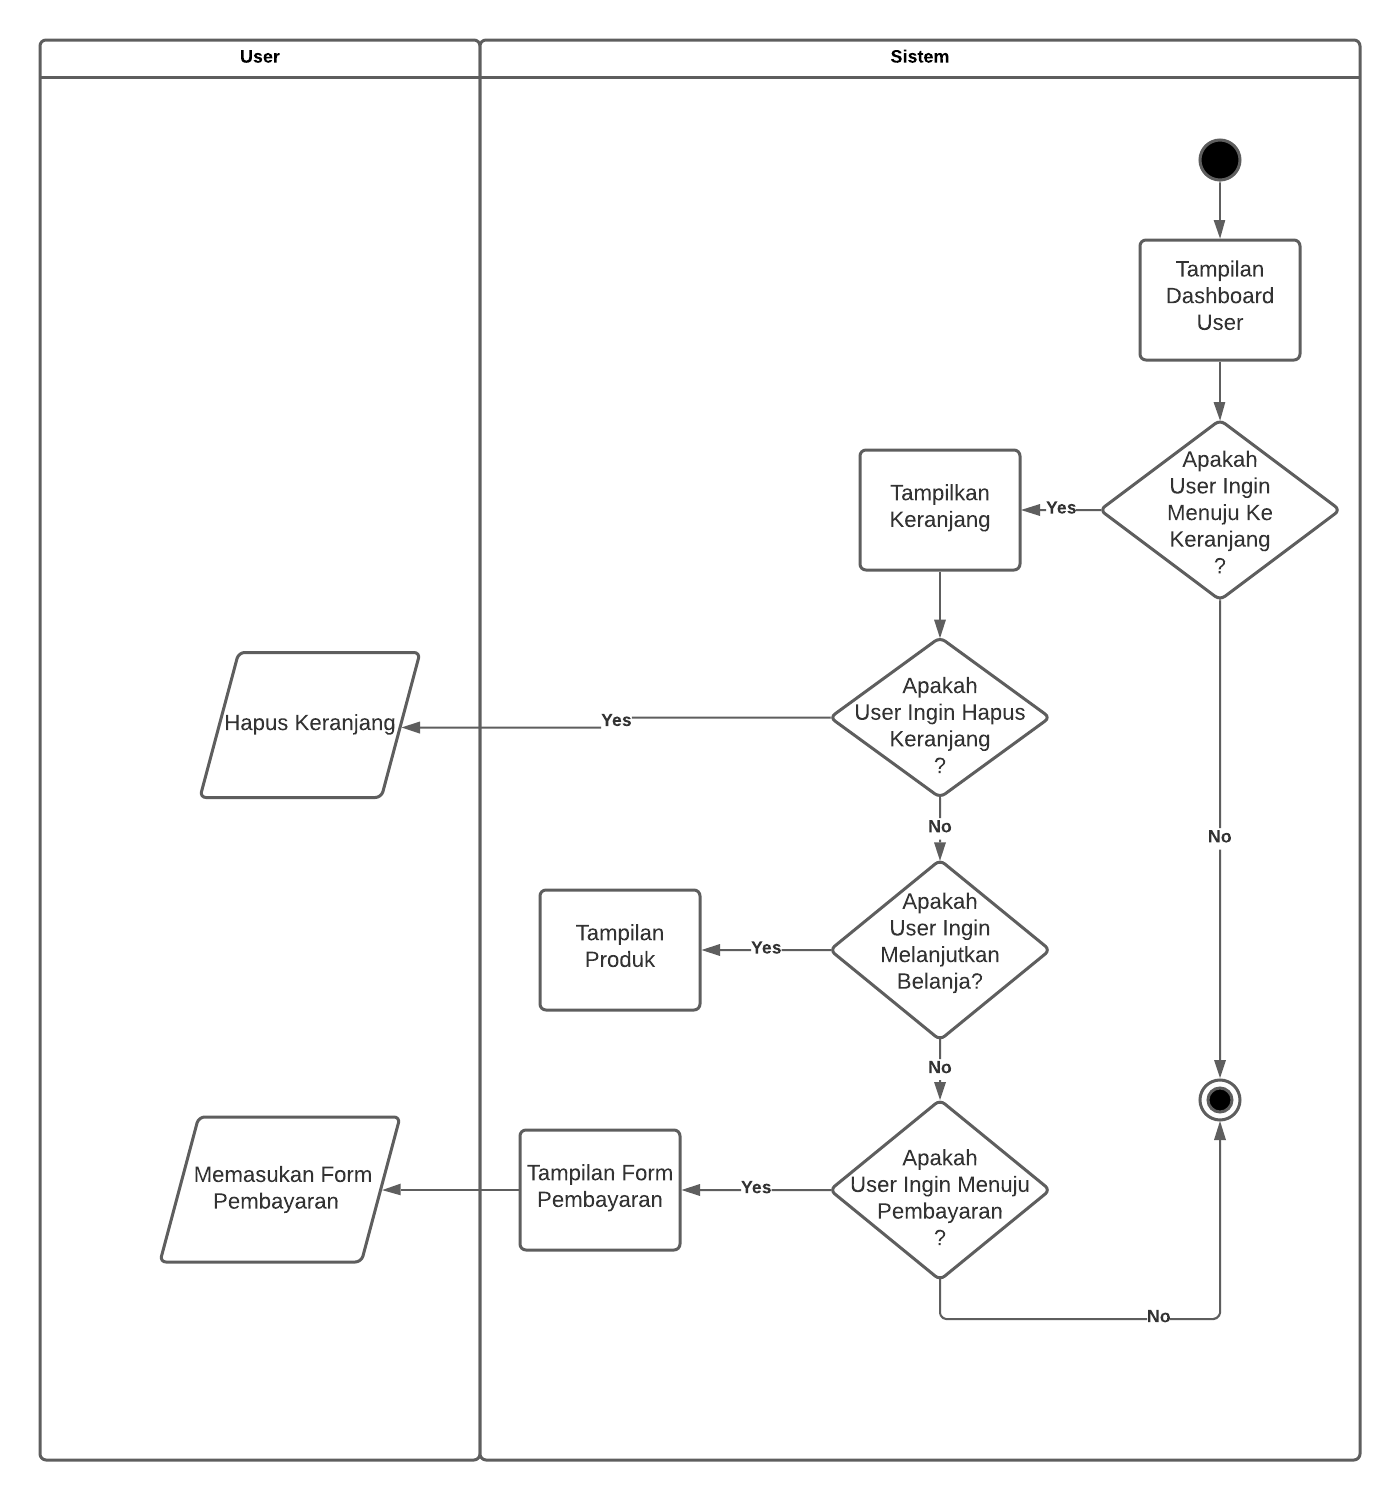 User
Sistem
Tampilan
Dashboard
User
Apakah
User Ingin
Menuju Ke
Keranjang
?
Yes
Tampilkan
Keranjang
Apakah
User Ingin Hapus
Keranjang
?
Yes
Hapus Keranjang
No
No
Apakah
User Ingin
Melanjutkan
Belanja?
Yes
Tampilan
Produk
No
Apakah
User Ingin Menuju
Pembayaran
?
Yes
Tampilan Form
Pembayaran
Memasukan Form
Pembayaran
No